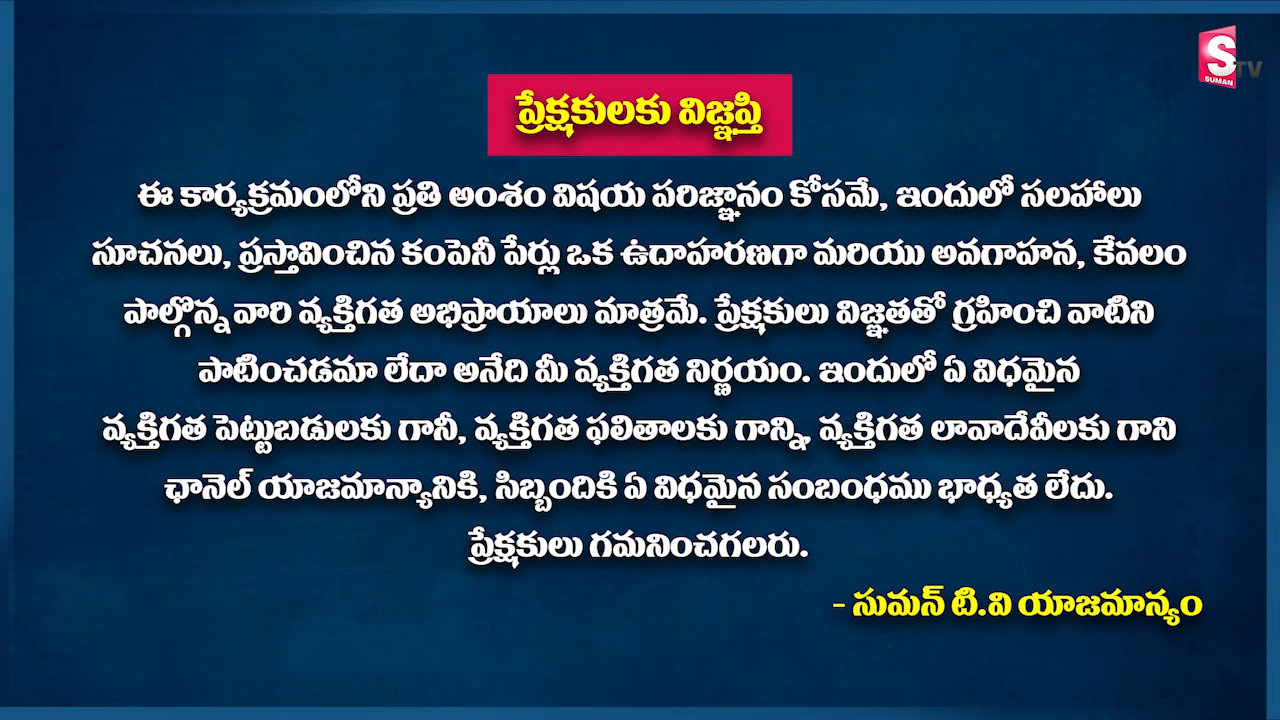 S
SUMAN
TV
ప్రేక్షకులకు విజ్ఞప్తి
ఈ కార్యక్రమంలోని ప్రతి అంశం విషయ పరిజ్ఞానం కోసమే, ఇందులో సలహాలు
సూచనలు, ప్రస్తావించిన కంపెనీ పేర్లు ఒక ఉదాహరణగా మరియు అవగాహన, కేవలం
పాల్గొన్న వారి వ్యక్తిగత అభిప్రాయాలు మాత్రమే. ప్రేక్షకులు విజ్ఞతతో గ్రహించి వాటిని
పాటించడమా లేదా అనేది మీ వ్యక్తిగత నిర్ణయం. ఇందులో ఏ విధమైన
వ్యక్తిగత పెట్టుబడులకు గానీ, వ్యక్తిగత ఫలితాలకు గాన్ని, వ్యక్తిగత లావాదేవీలకు గాని
ఛానెల్ యాజమాన్యానికి, సిబ్బందికి ఏ విధమైన సంబంధము భాధ్యత లేదు.
ప్రేక్షకులు గమనించగలరు.
- సుమన్ టి.వి యాజమాన్యం